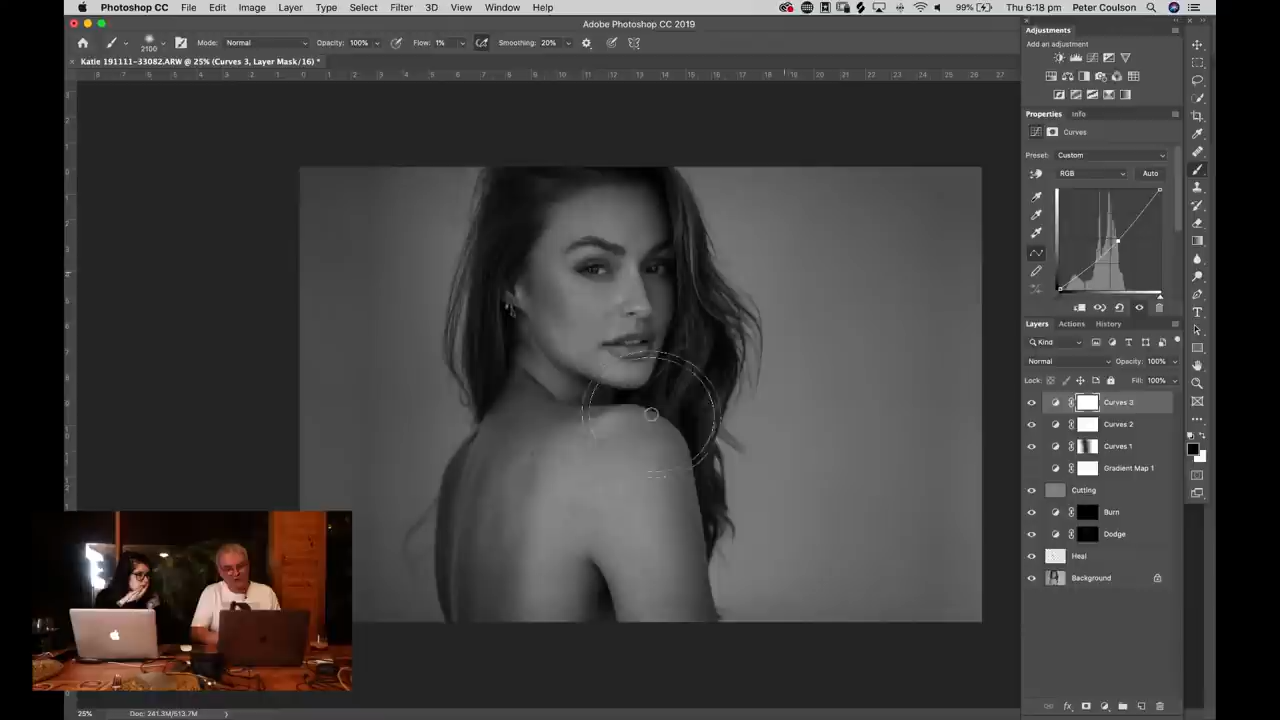 Photoshop CC File Edit Image Layer Type Select Filter 3D View Window Help 99% Thu 6:18 pm Peter Coulson
Adobe Photoshop CC 2019
2100 Mode: Normal Opacity: 100% Flow: 1% Smoothing: 20%
Katie 191111-33082.ARW @ 25% (Curves 3, Layer Mask/16) *
Adjustments
Add an adjustment
Properties Info
Curves
Preset: Custom
RGB Auto
Layers Actions History
Kind
Normal Opacity: 100%
Lock: Fill: 100%
Curves 3
Curves 2
Curves 1
Gradient Map 1
Cutting
Burn
Dodge
Heal
Background
25% Doc: 241.3M/513.7M